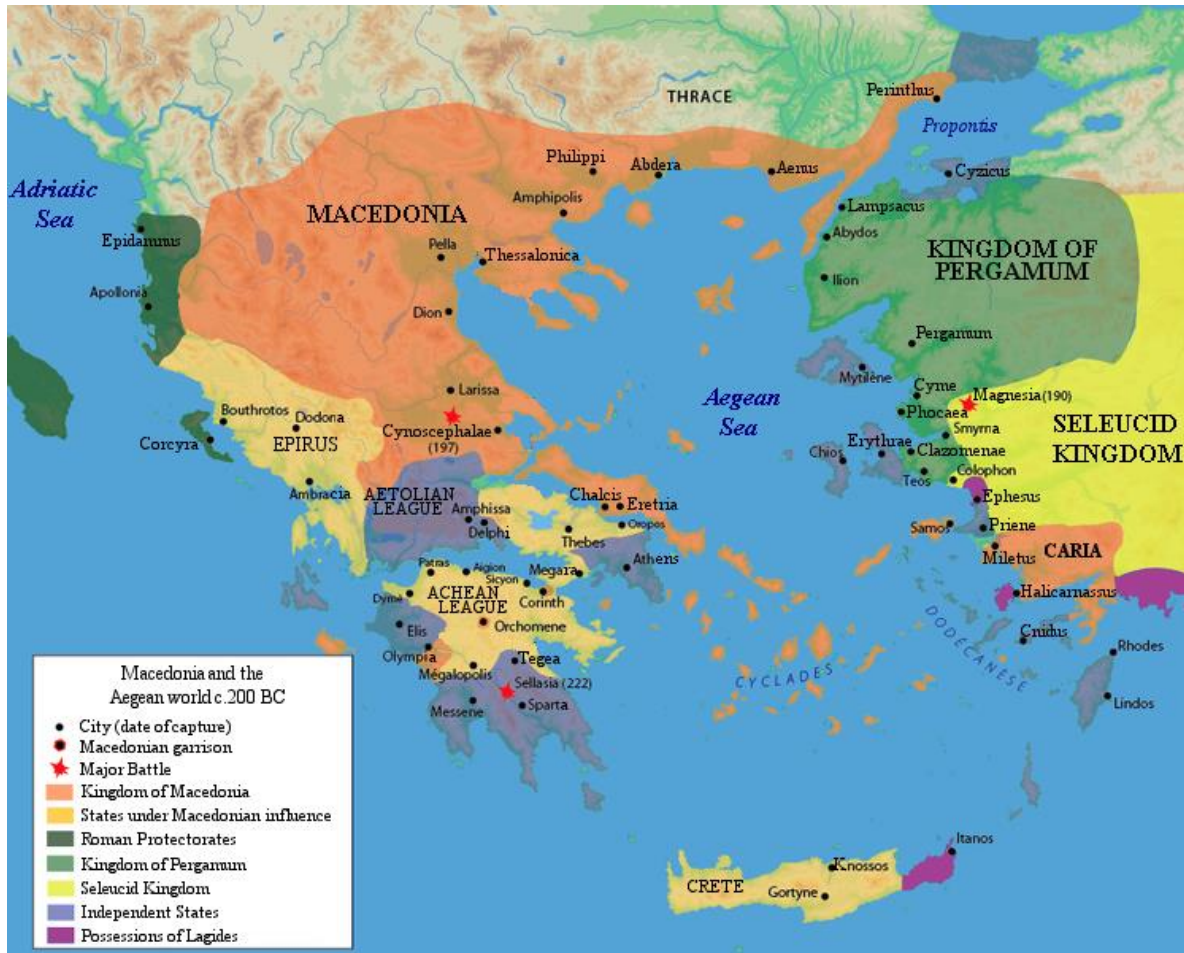 THRACE
Perinthus
Propontis
Adriatic
Sea
Philippi
Abdera
Aenus
Cyzicus
Amphipolis
MACEDONIA
Lampsacus
Epidamnus
Pella
Thessalonica
Abydos
KINGDOM OF
PERGAMUM
Apollonia
Ilion
Dion
Pergamum
Mytilène
Larissa
Cyme
Magnesia (190)
Aegean
Sea
Bouthrotos
Dodona
Cynoscephalae
(197)
Phocaea
Smyrna
SELEUCID
KINGDOM
Corcyra
EPIRUS
Chios
Erythrae
Clazomenae
Teos
Colophon
Ambracia
AETOLIAN
LEAGUE
Chalcis
Eretria
Ephesus
Amphissa
Delphi
Oropos
Samos
Priene
Thebes
Athens
Miletus
CARIA
Patras
Aigion
Sicyon
Megara
Dymé
ACHEAN
LEAGUE
Corinth
Halicarnassus
Elis
Orchomene
Olympia
Cnidus
DODECANÈSE
Tegea
Rhodes
Mégalopolis
Sellasia (222)
CYCLADES
Messene
Sparta
Lindos
Itanos
Knossos
CRETE
Gortyne
Macedonia and the
Aegean world c.200 BC
City (date of capture)
Macedonian garrison
Major Battle
Kingdom of Macedonia
States under Macedonian influence
Roman Protectorates
Kingdom of Pergamum
Seleucid Kingdom
Independent States
Possessions of Lagides